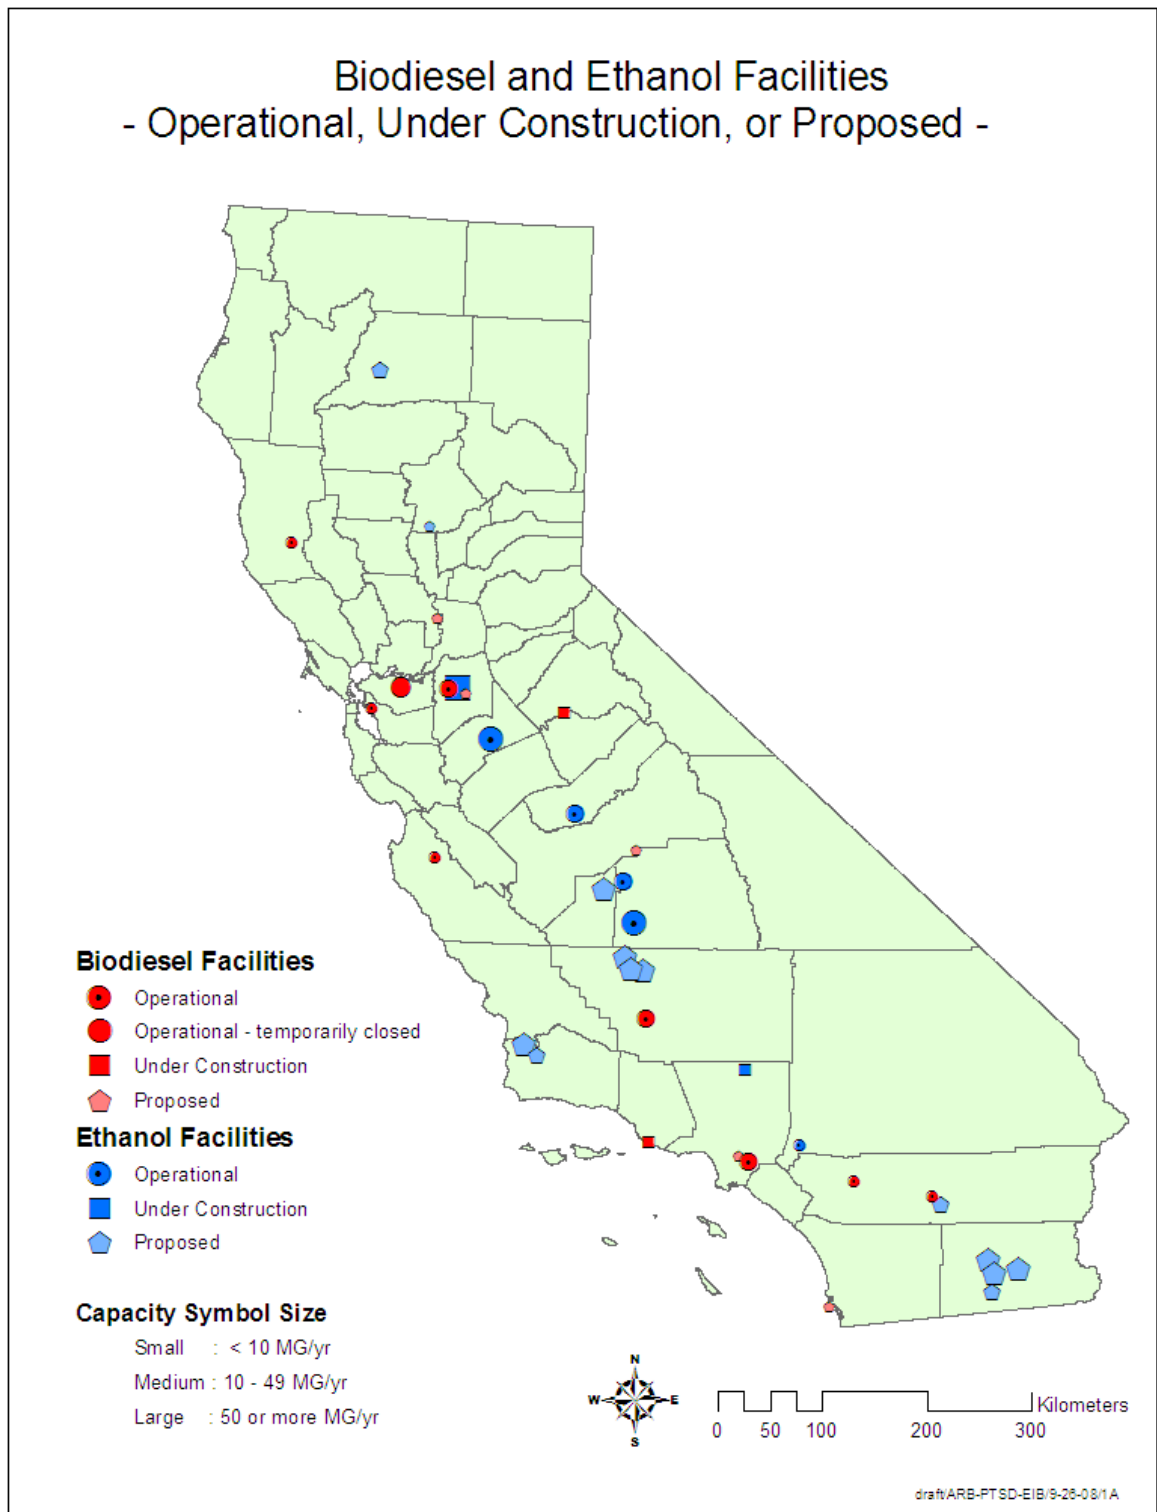 Biodiesel and Ethanol Facilities
- Operational, Under Construction, or Proposed -
Biodiesel Facilities
Operational
Operational - temporarily closed
Under Construction
Proposed
Ethanol Facilities
Operational
Under Construction
Proposed
Capacity Symbol Size
Small : < 10 MG/yr
Medium : 10 - 49 MG/yr
Large : 50 or more MG/yr
N
W E
S
Kilometers
0 50 100 200 300
draft/ARB-PTSD-EIB/9-26-08/1A